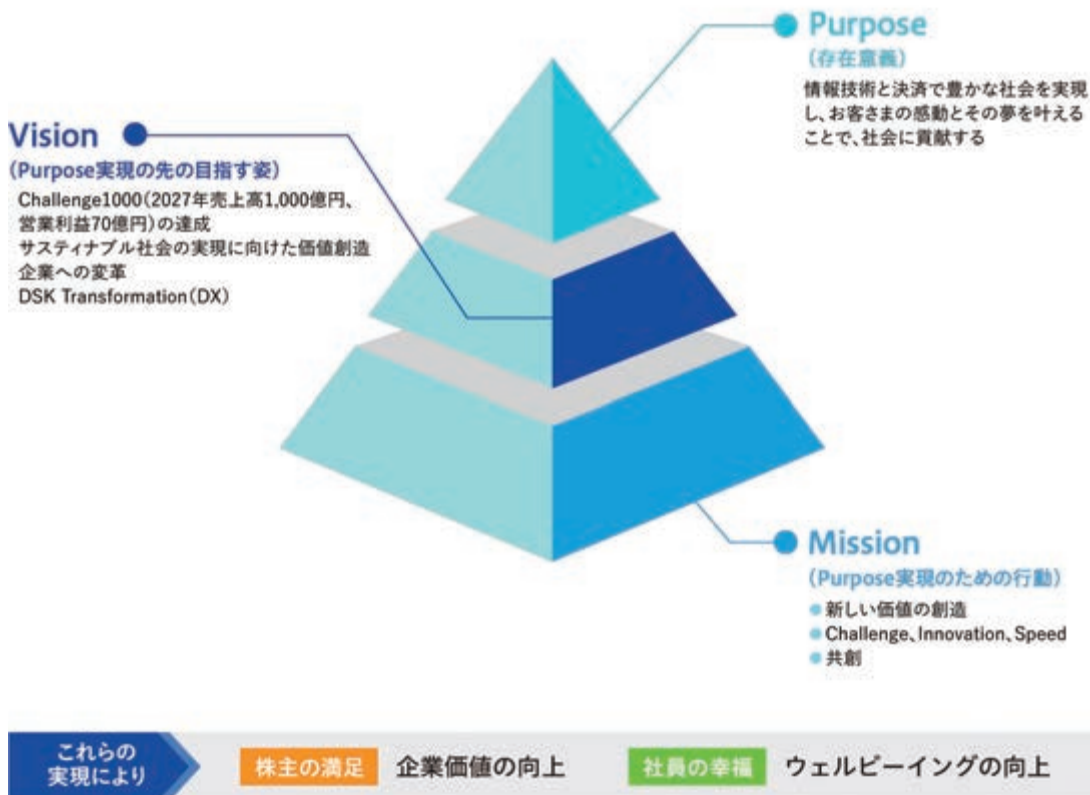 Purpose
(存在意義)
情報技術と決済で豊かな社会を実現
し、お客さまの感動とその夢を叶える
ことで、社会に貢献する
Vision
(Purpose実現の先の目指す姿)
Challenge1000(2027年売上高1,000億円、
営業利益70億円)の達成
サスティナブル社会の実現に向けた価値創造
企業への変革
DSK Transformation(DX)
Mission
(Purpose実現のための行動)
新しい価値の創造
Challenge、Innovation、Speed
共創
これらの
実現により
株主の満足 企業価値の向上 社員の幸福 ウェルビーイングの向上